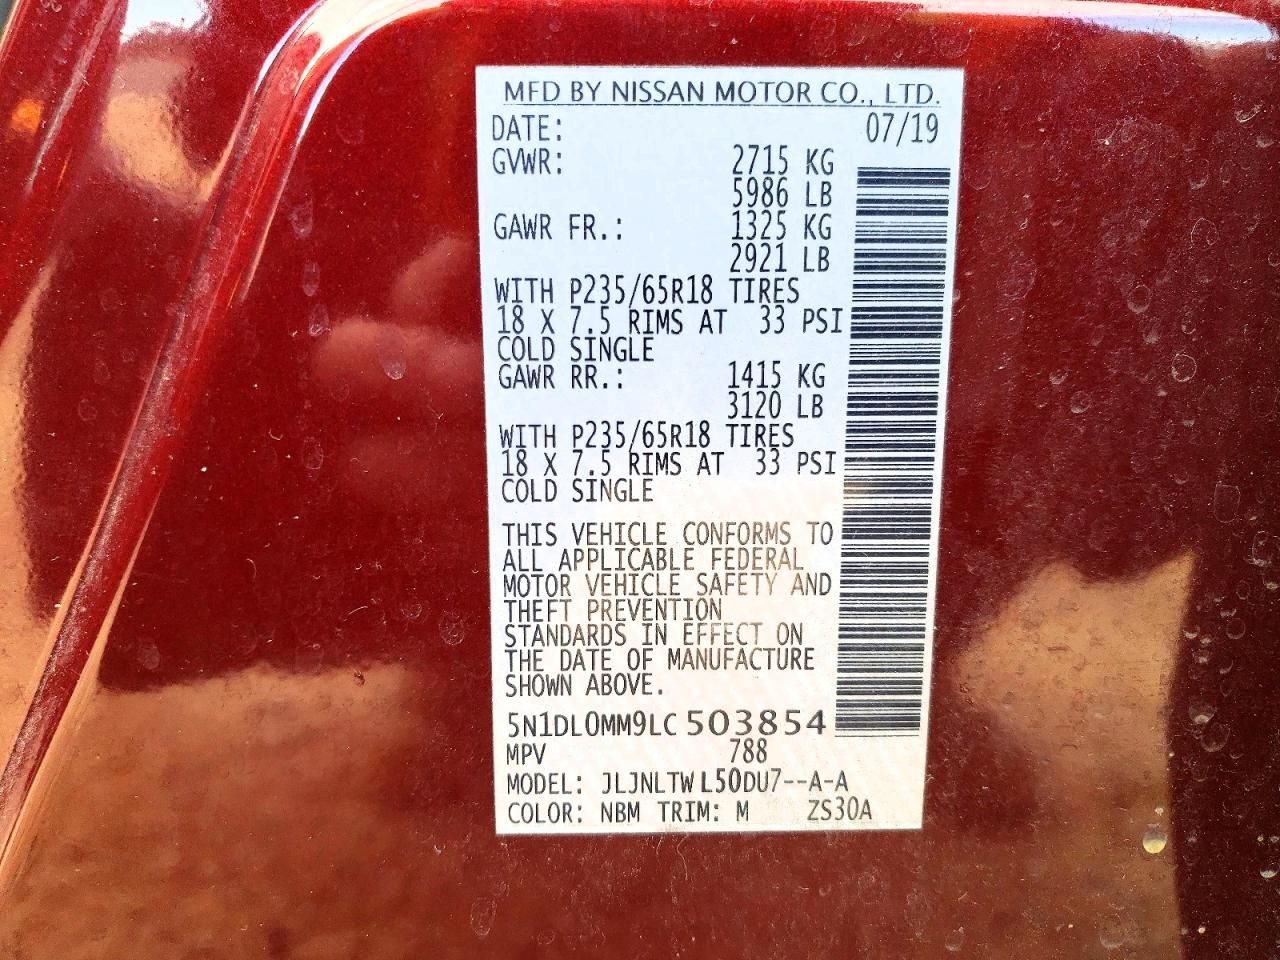 MFD BY NISSAN MOTOR CO., LTD.
DATE: 07/19
GVWR: 2715 KG
5986 LB
GAWR FR.: 1325 KG
2921 LB
WITH P235/65R18 TIRES
18 X 7.5 RIMS AT 33 PSI
COLD SINGLE
GAWR RR.: 1415 KG
3120 LB
WITH P235/65R18 TIRES
18 X 7.5 RIMS AT 33 PSI
COLD SINGLE
THIS VEHICLE CONFORMS TO
ALL APPLICABLE FEDERAL
MOTOR VEHICLE SAFETY AND
THEFT PREVENTION
STANDARDS IN EFFECT ON
THE DATE OF MANUFACTURE
SHOWN ABOVE.
5N1DL0MM9LC503854
MPV 788
MODEL: JLJNLTWL50DU7--A-A
COLOR: NBM TRIM: M ZS30A